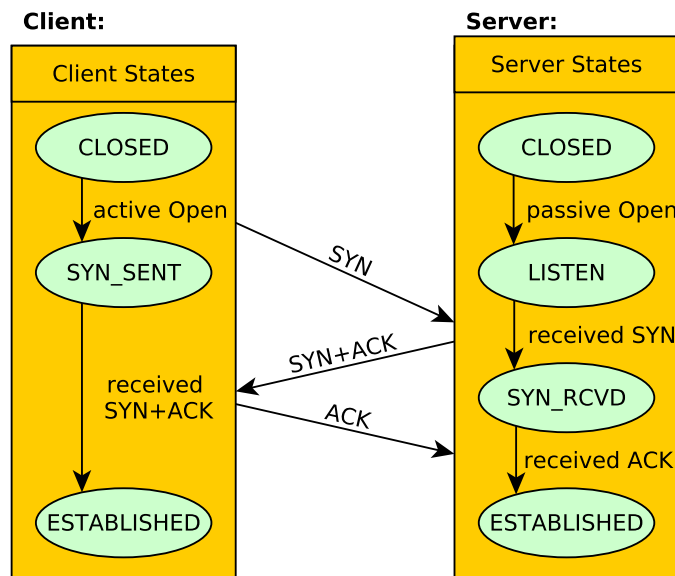 Client:
Client States
CLOSED
active Open
SYN_SENT
received
SYN+ACK
ESTABLISHED
SYN
SYN+ACK
ACK
Server:
Server States
CLOSED
passive Open
LISTEN
received SYN
SYN_RCVD
received ACK
ESTABLISHED